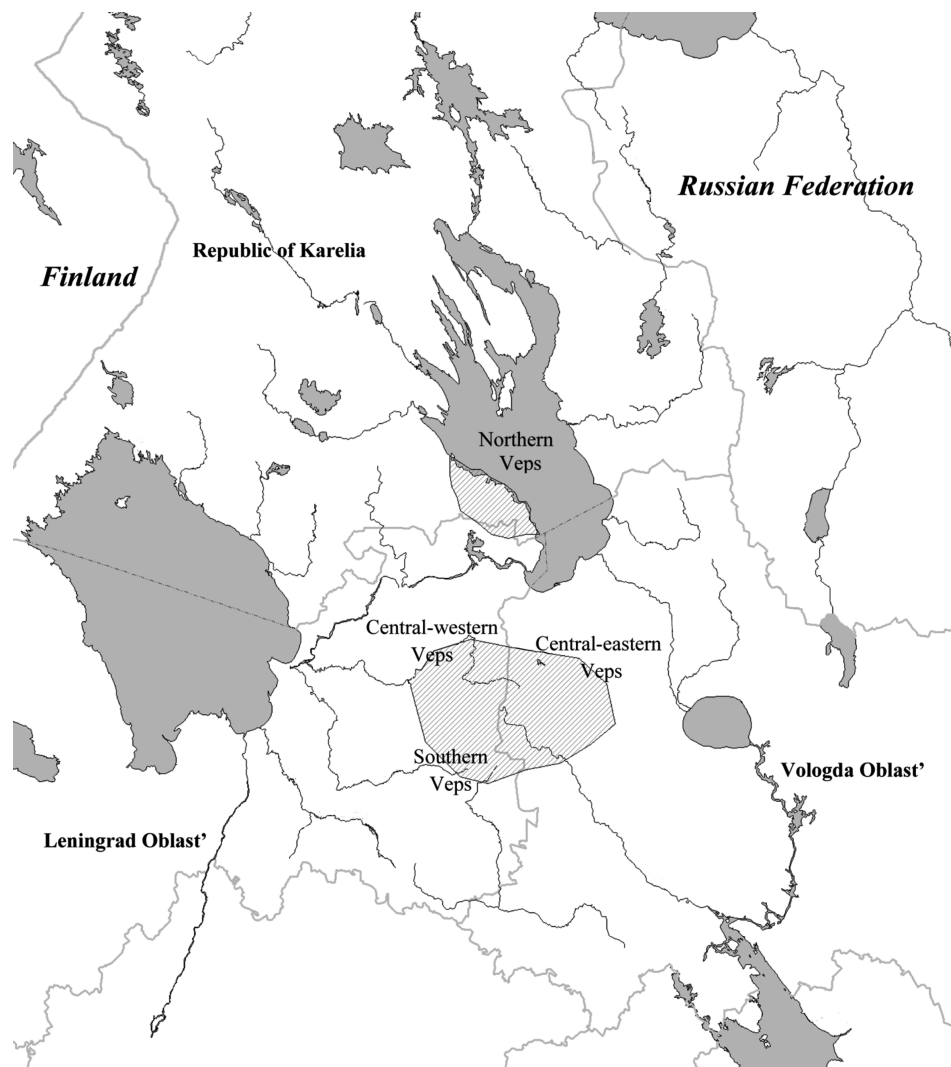 Russian Federation
Republic of Karelia
Finland
Northern
Veps
Central-western
Veps
Central-eastern
Veps
Southern
Veps
Vologda Oblast’
Leningrad Oblast’